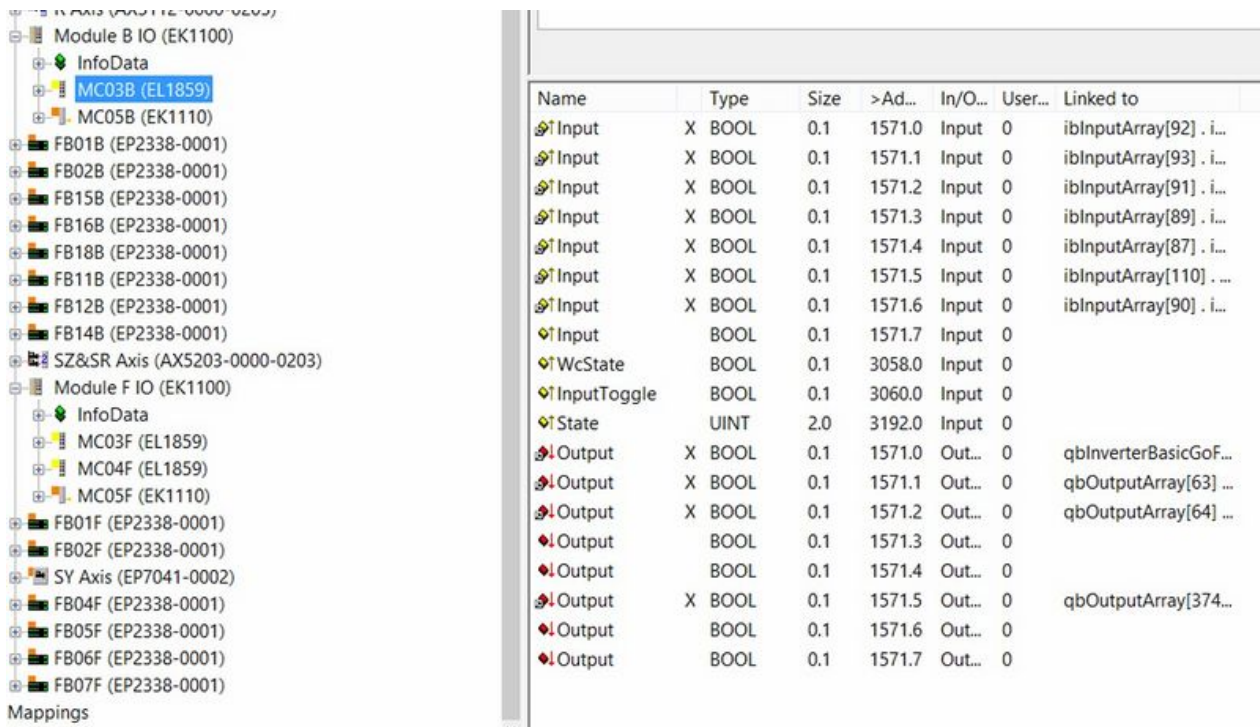 R Axis (AX5112-0000-0203)
Module B IO (EK1100)
InfoData
MC03B (EL1859)
MC05B (EK1110)
FB01B (EP2338-0001)
FB02B (EP2338-0001)
FB15B (EP2338-0001)
FB16B (EP2338-0001)
FB18B (EP2338-0001)
FB11B (EP2338-0001)
FB12B (EP2338-0001)
FB14B (EP2338-0001)
SZ&SR Axis (AX5203-0000-0203)
Module F IO (EK1100)
InfoData
MC03F (EL1859)
MC04F (EL1859)
MC05F (EK1110)
FB01F (EP2338-0001)
FB02F (EP2338-0001)
SY Axis (EP7041-0002)
FB04F (EP2338-0001)
FB05F (EP2338-0001)
FB06F (EP2338-0001)
FB07F (EP2338-0001)
Mappings
Name Type Size >Ad... In/O... User... Linked to
Input X BOOL 0.1 1571.0 Input 0 ibInputArray[92] . i...
Input X BOOL 0.1 1571.1 Input 0 ibInputArray[93] . i...
Input X BOOL 0.1 1571.2 Input 0 ibInputArray[91] . i...
Input X BOOL 0.1 1571.3 Input 0 ibInputArray[89] . i...
Input X BOOL 0.1 1571.4 Input 0 ibInputArray[87] . i...
Input X BOOL 0.1 1571.5 Input 0 ibInputArray[110] . ...
Input X BOOL 0.1 1571.6 Input 0 ibInputArray[90] . i...
Input BOOL 0.1 1571.7 Input 0
WcState BOOL 0.1 3058.0 Input 0
InputToggle BOOL 0.1 3060.0 Input 0
State UINT 2.0 3192.0 Input 0
Output X BOOL 0.1 1571.0 Out... 0 qbInverterBasicGoF...
Output X BOOL 0.1 1571.1 Out... 0 qbOutputArray[63] ...
Output X BOOL 0.1 1571.2 Out... 0 qbOutputArray[64] ...
Output BOOL 0.1 1571.3 Out... 0
Output BOOL 0.1 1571.4 Out... 0
Output X BOOL 0.1 1571.5 Out... 0 qbOutputArray[374...
Output BOOL 0.1 1571.6 Out... 0
Output BOOL 0.1 1571.7 Out... 0